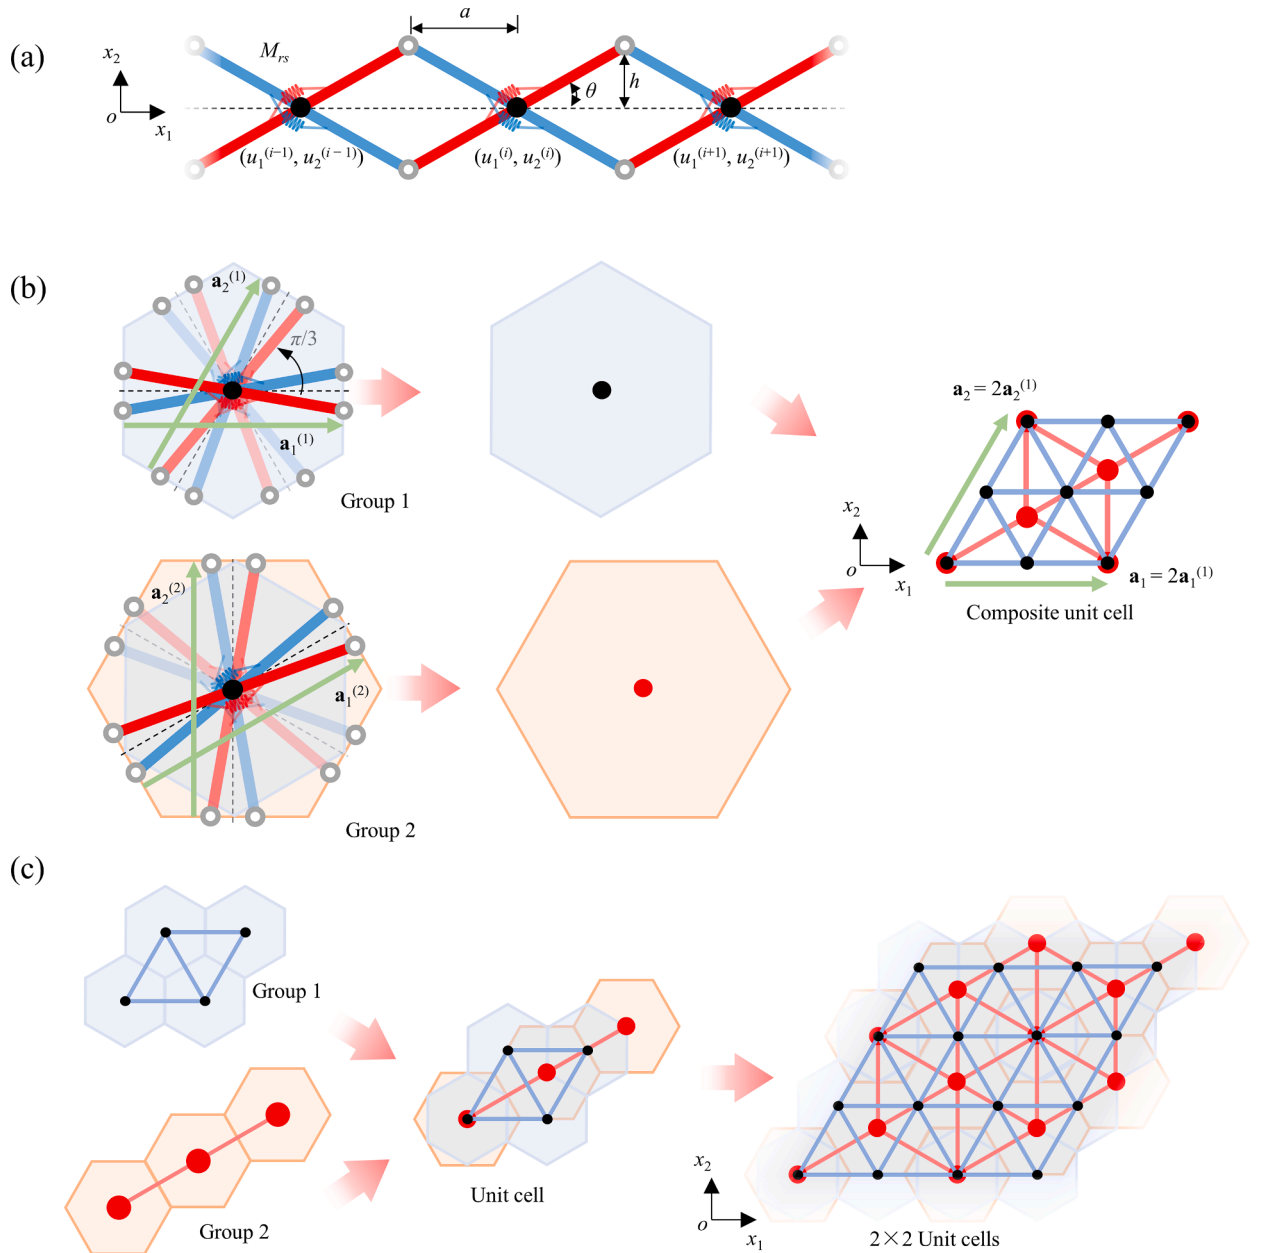 (a)
x₂
o
x₁
Mᵣₛ
a
θ
h
(u₁⁽ⁱ⁻¹⁾, u₂⁽ⁱ⁻¹⁾)
(u₁⁽ⁱ⁾, u₂⁽ⁱ⁾)
(u₁⁽ⁱ⁺¹⁾, u₂⁽ⁱ⁺¹⁾)
(b)
a₂⁽¹⁾
π/3
a₁⁽¹⁾
Group 1
a₂⁽²⁾
a₁⁽²⁾
Group 2
a₂ = 2a₂⁽¹⁾
x₂
o
x₁
a₁ = 2a₁⁽¹⁾
Composite unit cell
(c)
Group 1
Group 2
Unit cell
x₂
o
x₁
2×2 Unit cells